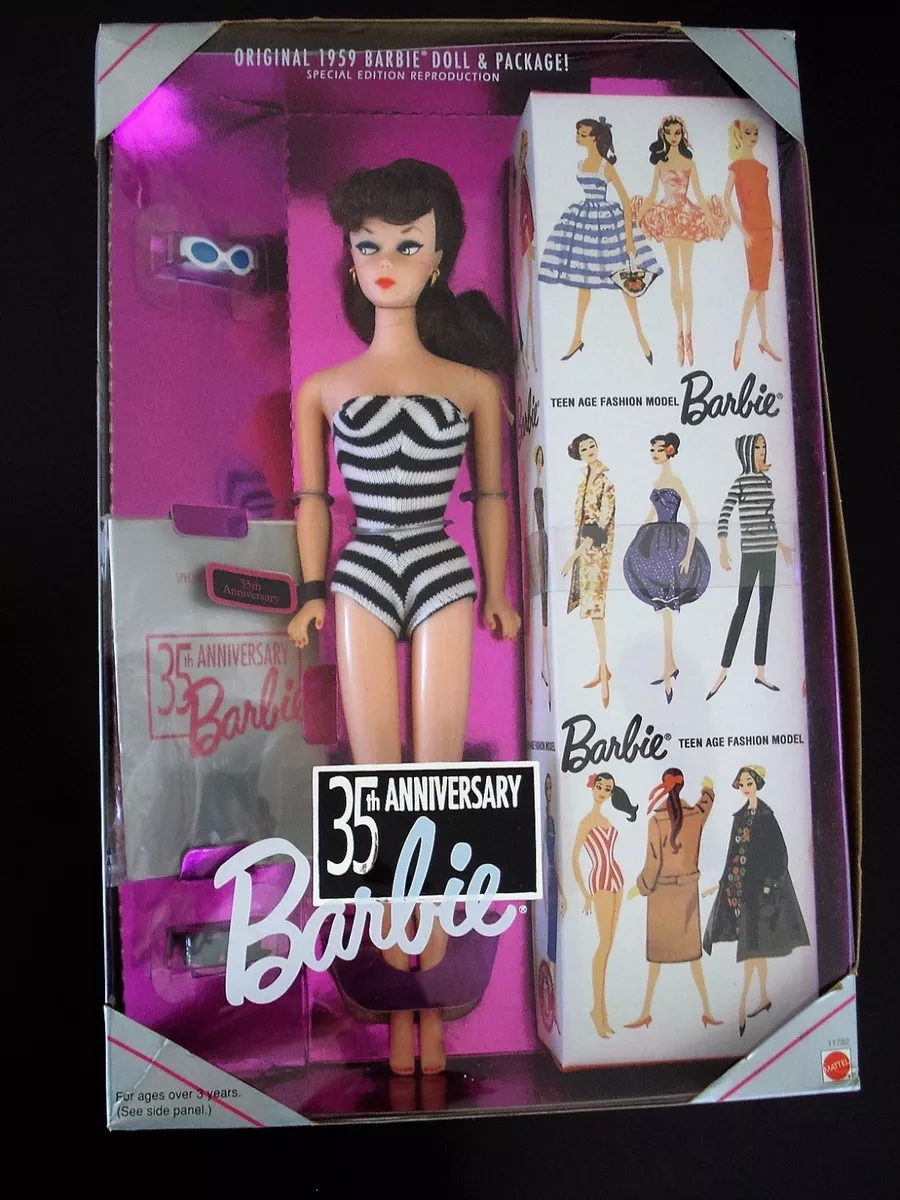 ORIGINAL 1959 BARBIE® DOLL & PACKAGE!
SPECIAL EDITION REPRODUCTION
TEEN AGE FASHION MODEL Barbie®
Barbie
35th
Anniversary
35th ANNIVERSARY
Barbie
Barbie® TEEN AGE FASHION MODEL
35th ANNIVERSARY
Barbie®
11782
MATTEL
For ages over 3 years.
(See side panel.)